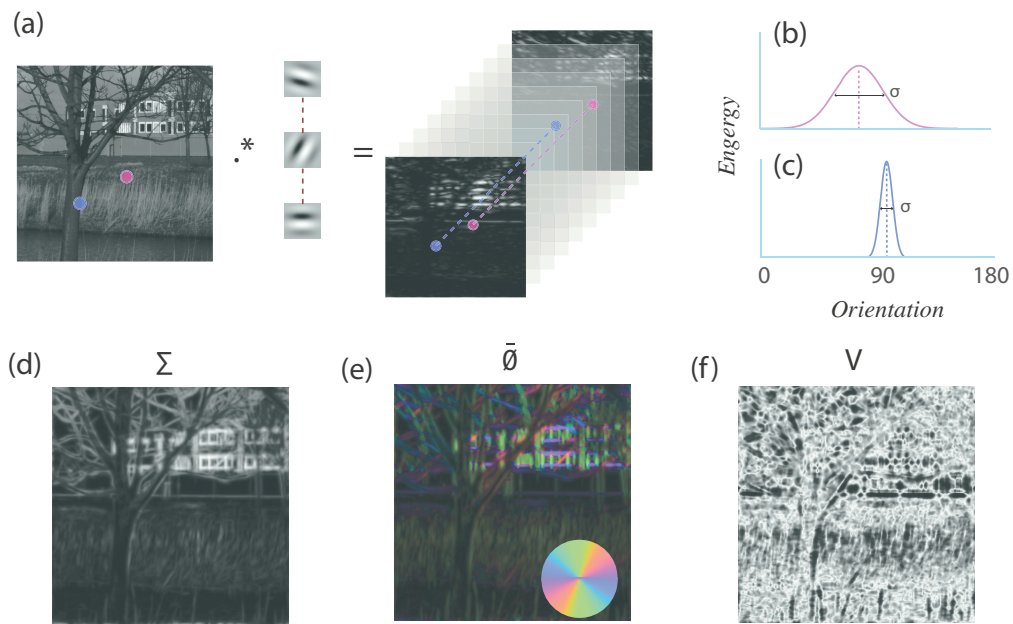 (a)
.*
=
(b)
σ
Engergy
(c)
σ
0 90 180
Orientation
(d) Σ
(e) ø̄
(f) V